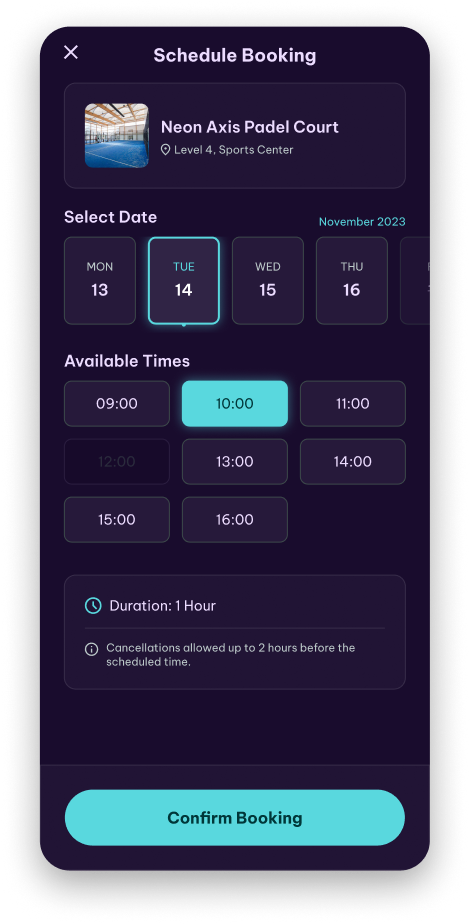 Schedule Booking
Neon Axis Padel Court
Level 4, Sports Center
Select Date
November 2023
MON
13
TUE
14
WED
15
THU
16
Available Times
09:00
10:00
11:00
12:00
13:00
14:00
15:00
16:00
Duration: 1 Hour
Cancellations allowed up to 2 hours before the
scheduled time.
Confirm Booking